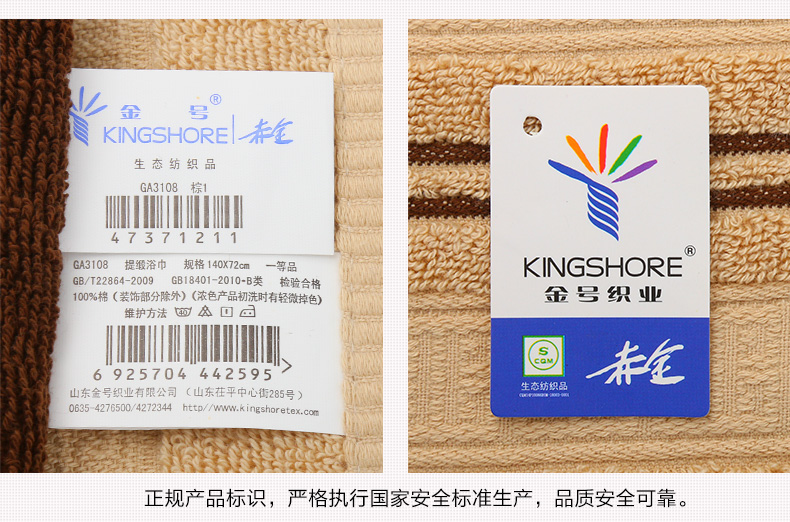 金 号®
KINGSHORE 赤金
生态纺织品
GA3108 棕1
47371211
GA3108 提缎浴巾 规格140X72cm 一等品
GB/T22864-2009 GB18401-2010·B类 检验合格
100%棉（装饰部分除外）（浓色产品初洗时有轻微掉色）
维护方法
6 925704 442595 >
山东金号织业有限公司（山东茌平中心街285号）
0635-4276500/4272344 http://www.kingshoretex.com
KINGSHORE®
金号织业
S
CQM
生态纺织品
赤金
正规产品标识，严格执行国家安全标准生产，品质安全可靠。